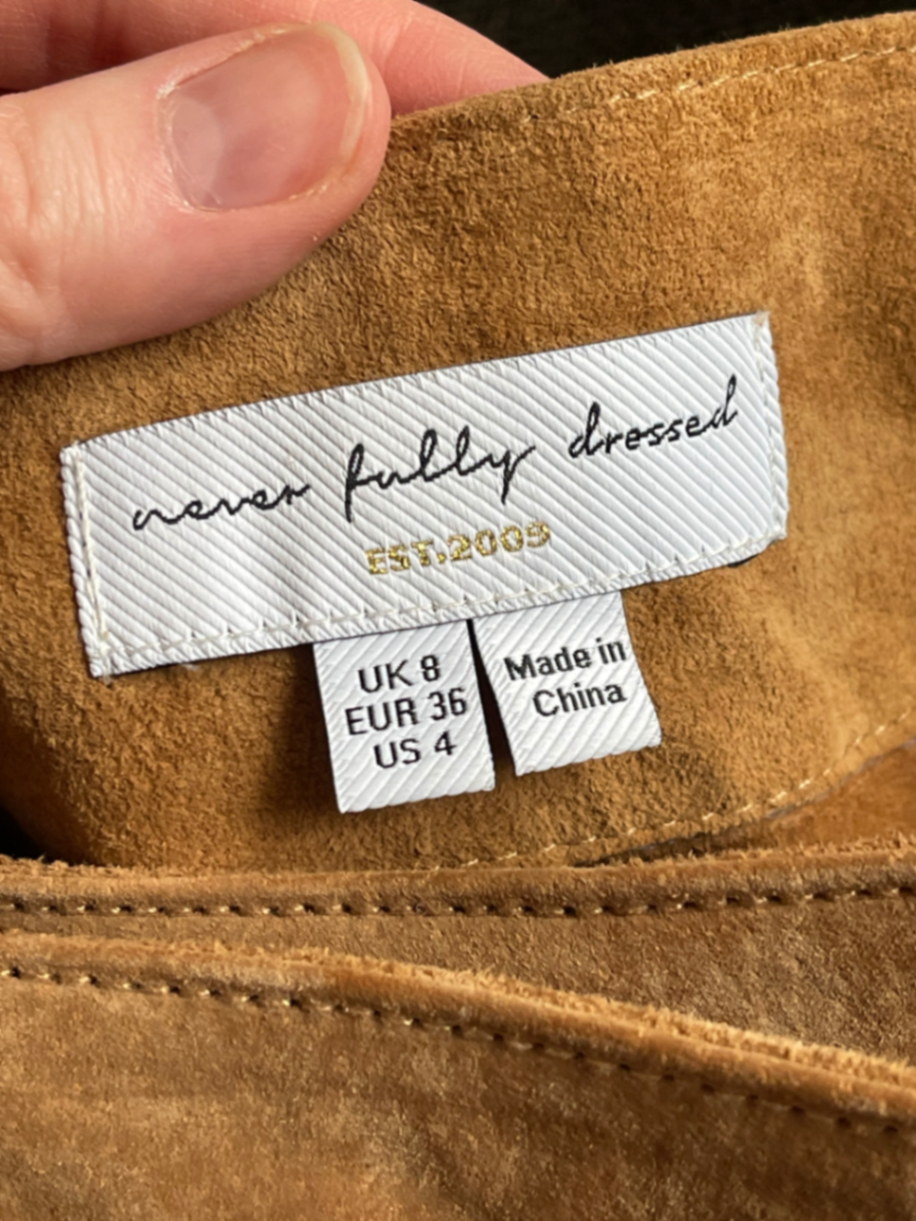 never fully dressed
EST.2009
UK 8
EUR 36
US 4
Made in
China